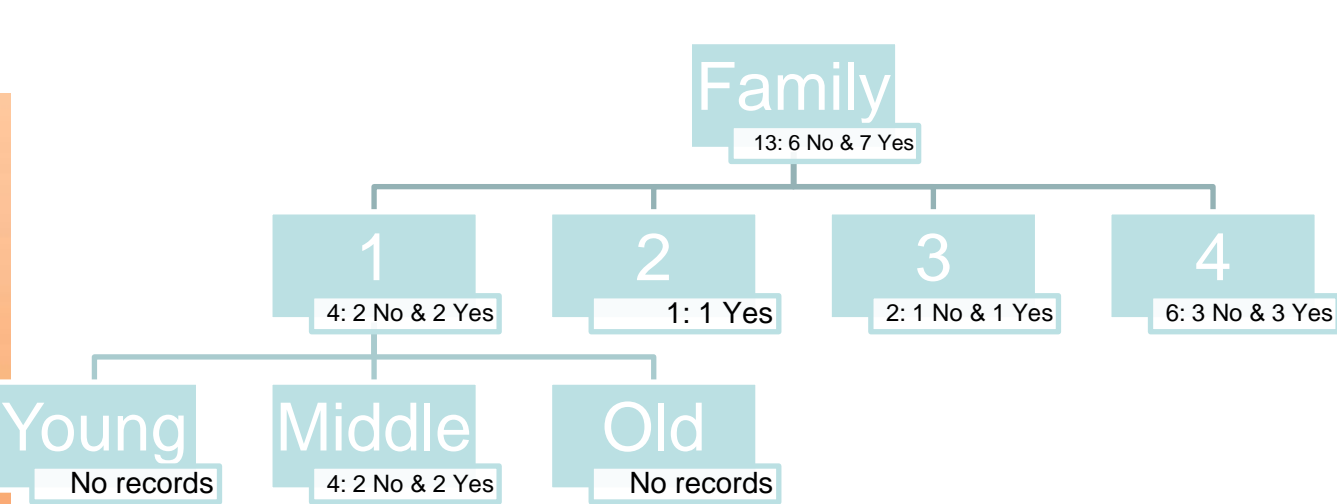 Family
13: 6 No & 7 Yes
1
4: 2 No & 2 Yes
2
1: 1 Yes
3
2: 1 No & 1 Yes
4
6: 3 No & 3 Yes
Young
No records
Middle
4: 2 No & 2 Yes
Old
No records